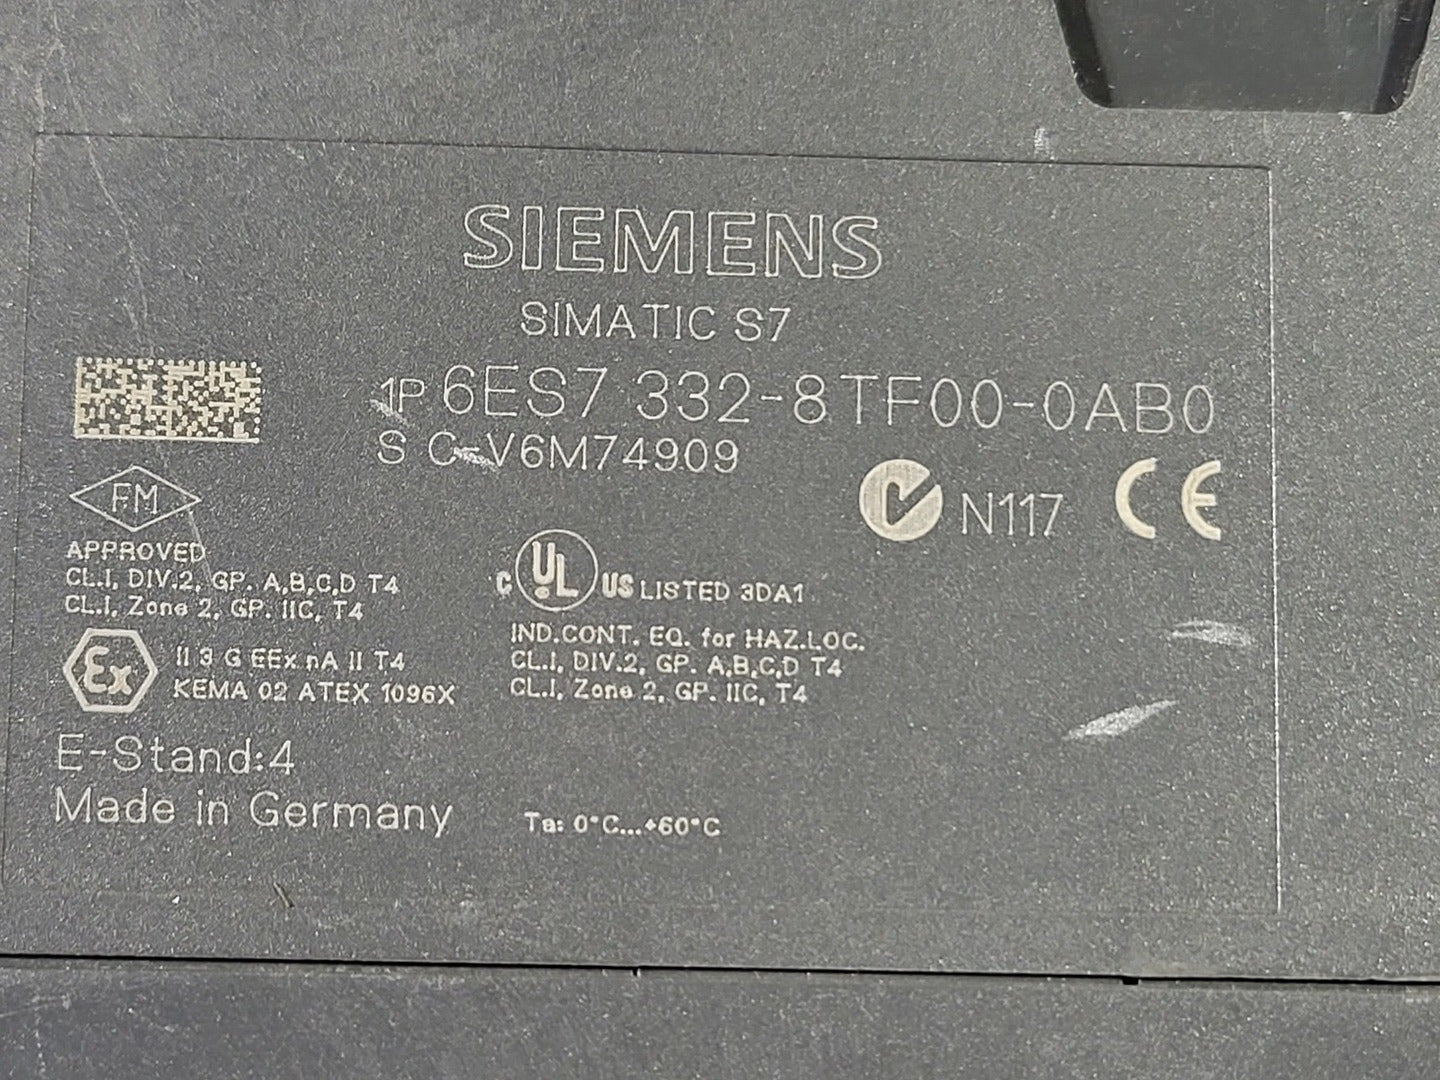 SIEMENS
SIMATIC S7
1P 6ES7 332-8TF00-0AB0
S C-V6M74909
N117 CE
FM
APPROVED
CL.I, DIV.2, GP. A,B,C,D T4
CL.I, Zone 2, GP. IIC, T4
C UL US LISTED 3DA1
IND.CONT. EQ. for HAZ.LOC.
CL.I, DIV.2, GP. A,B,C,D T4
CL.I, Zone 2, GP. IIC, T4
Ex II 3 G EEx nA II T4
KEMA 02 ATEX 1096X
E-Stand:4
Made in Germany
Ta: 0°C...+60°C